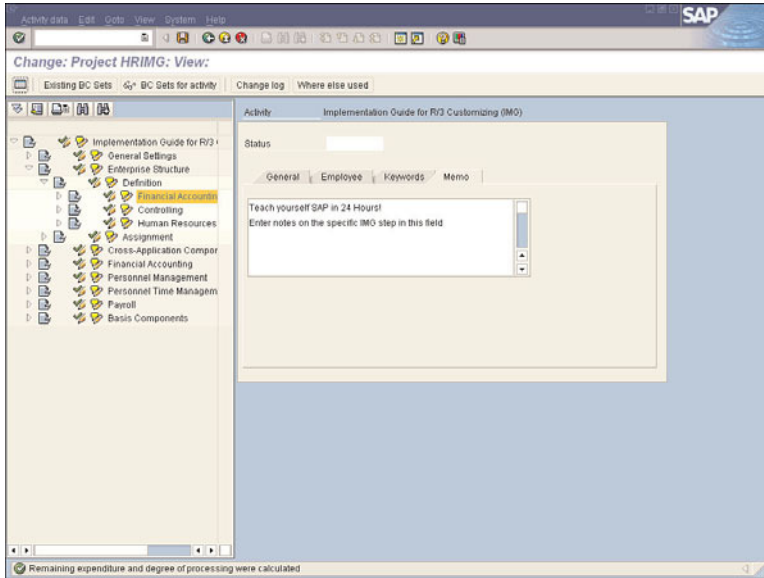 Activity data Edit Goto View System Help
SAP
Change: Project HRIMG: View:
Existing BC Sets BC Sets for activity Change log Where else used
Activity Implementation Guide for R/3 Customizing (IMG)
Status
General Employee Keywords Memo
Teach yourself SAP in 24 Hours!
Enter notes on the specific IMG step in this field
Implementation Guide for R/3
General Settings
Enterprise Structure
Definition
Financial Accountin
Controlling
Human Resources
Assignment
Cross-Application Compor
Financial Accounting
Personnel Management
Personnel Time Managem
Payroll
Basis Components
Remaining expenditure and degree of processing were calculated